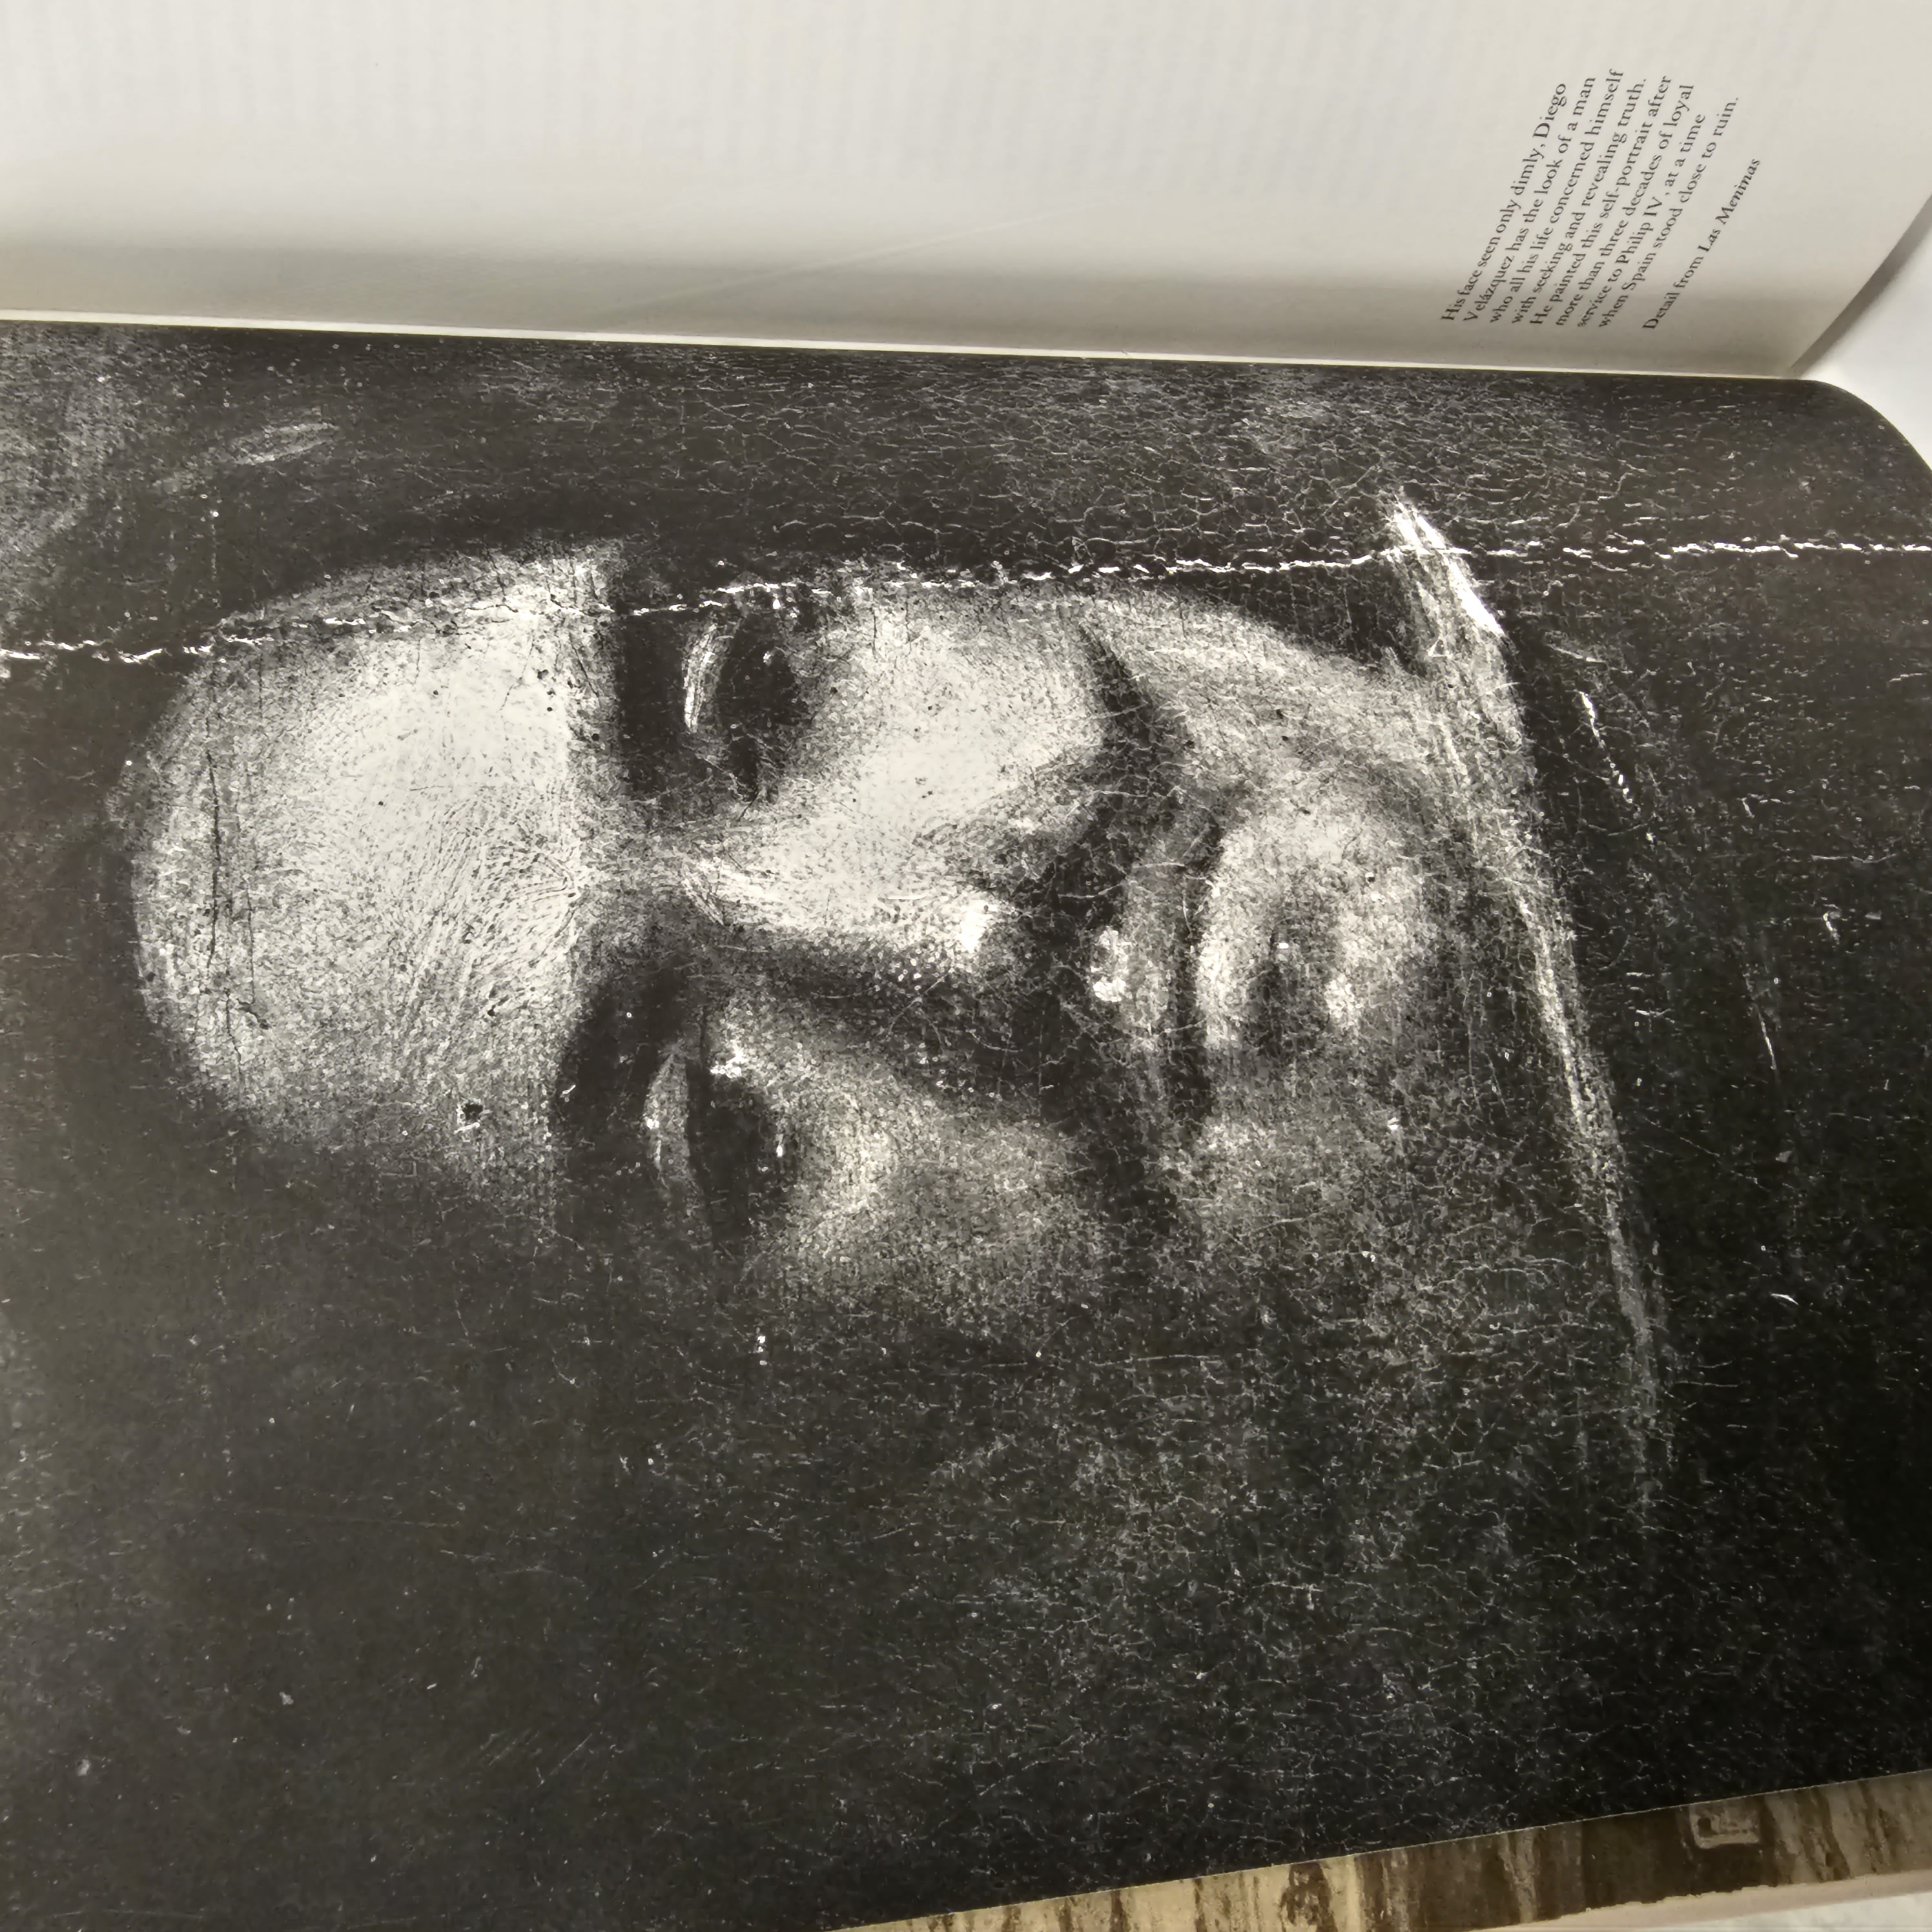 His face seen only dimly, Diego
Velázquez has the look of a man
who all his life concerned himself
with seeking and revealing truth.
He painted this self-portrait after
more than three decades of loyal
service to Philip IV, at a time
when Spain stood close to ruin.
Detail from Las Meninas